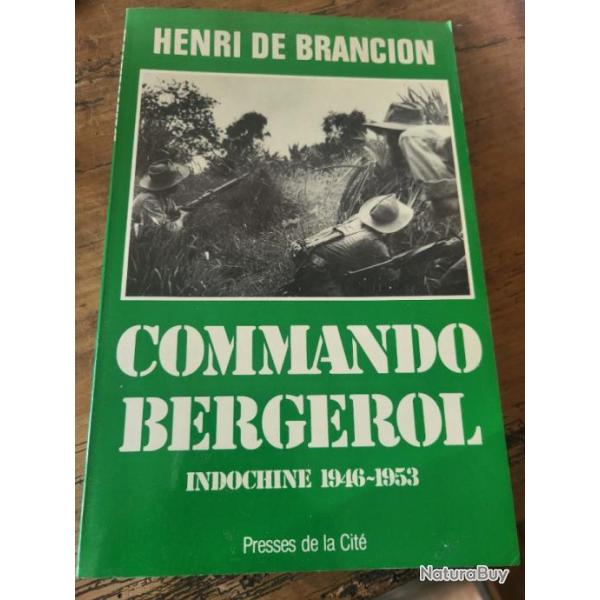 HENRI DE BRANCION
COMMANDO
BERGEROL
INDOCHINE 1946-1953
Presses de la Cité
NaturaBuy